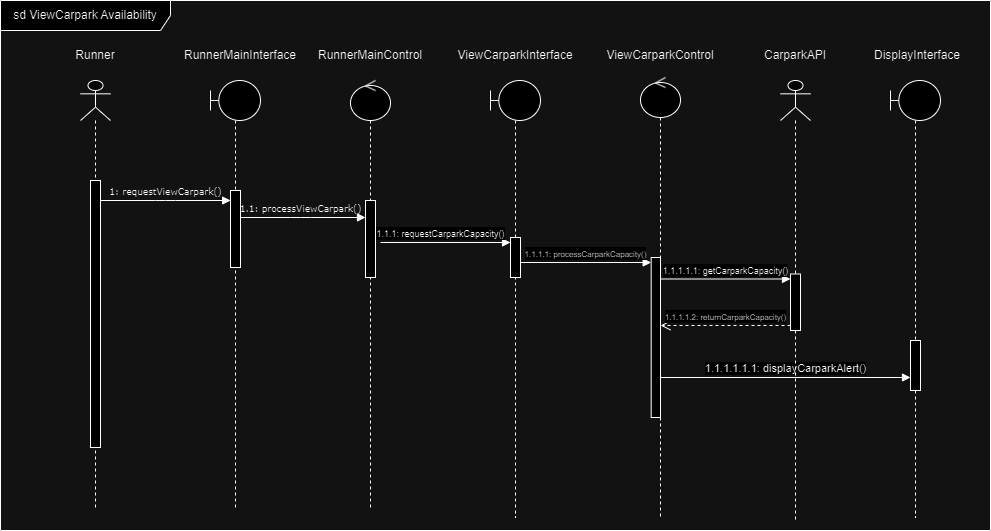 sd ViewCarpark Availability
Runner
RunnerMainInterface
RunnerMainControl
ViewCarparkInterface
ViewCarparkControl
CarparkAPI
DisplayInterface
1: requestViewCarpark()
1.1: processViewCarpark()
1.1.1: requestCarparkCapacity()
1.1.1.1: processCarparkCapacity()
1.1.1.1.1: getCarparkCapacity()
1.1.1.1.2: returnCarparkCapacity()
1.1.1.1.1.1: displayCarparkAlert()